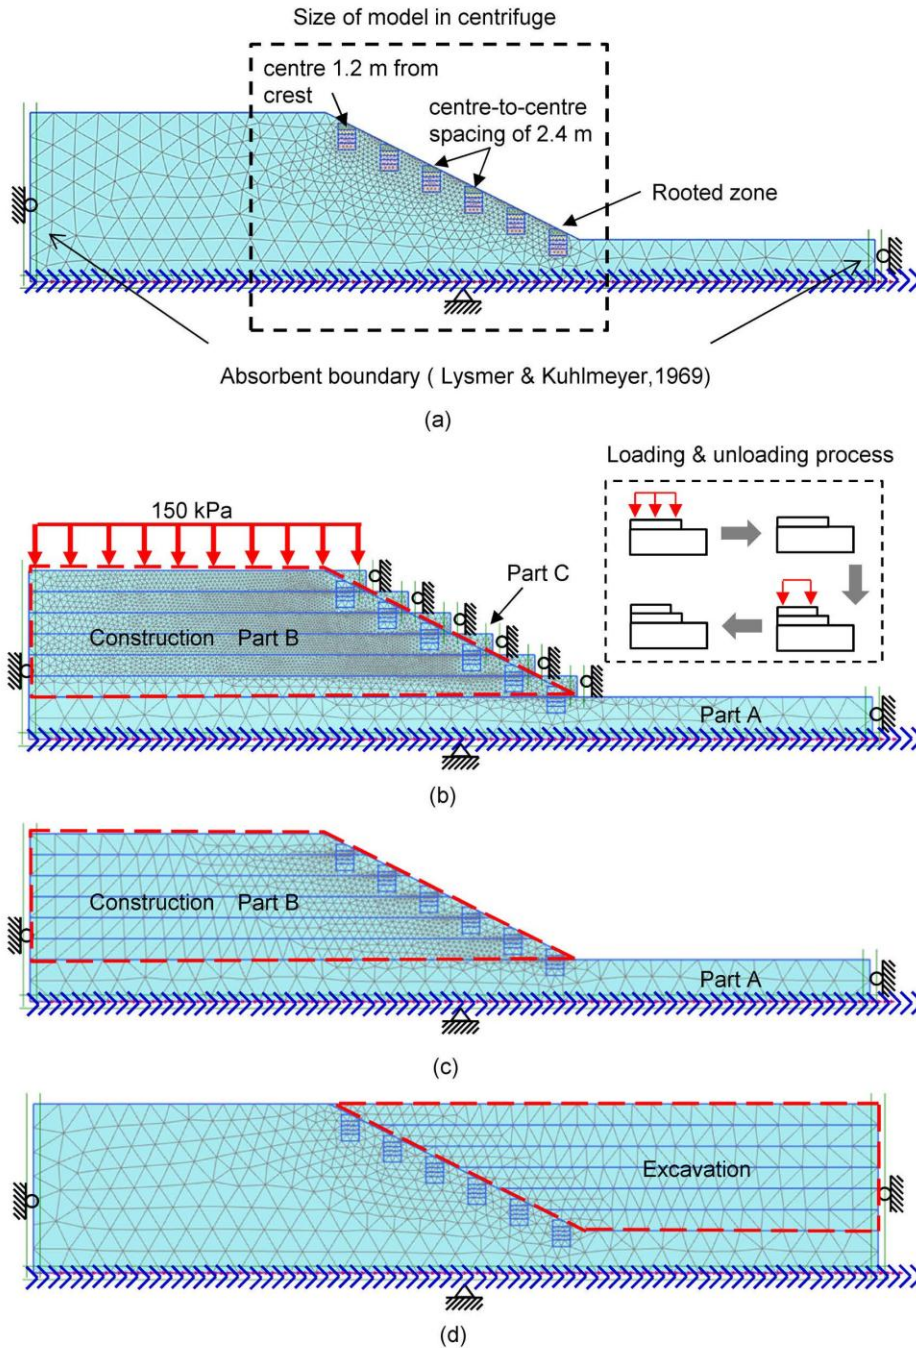 Size of model in centrifuge
centre 1.2 m from
crest
centre-to-centre
spacing of 2.4 m
Rooted zone
Absorbent boundary ( Lysmer & Kuhlmeyer,1969)
(a)
Loading & unloading process
150 kPa
Part C
Construction Part B
Part A
(b)
Construction Part B
Part A
(c)
Excavation
(d)